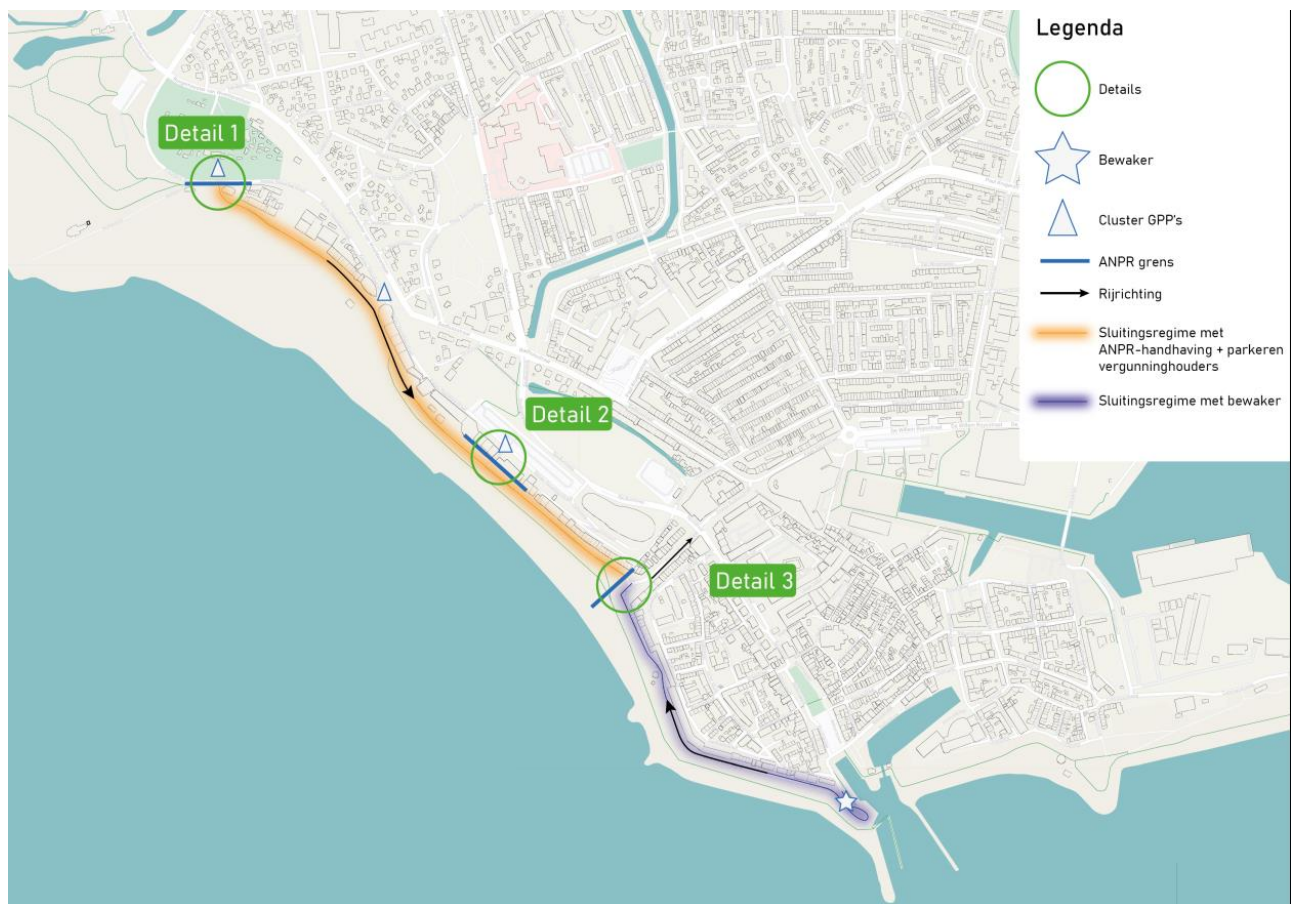 Legenda
Details
Bewaker
Cluster GPP's
ANPR grens
Rijrichting
Sluitingsregime met
ANPR-handhaving + parkeren
vergunninghouders
Sluitingsregime met bewaker
Detail 1
Detail 2
Detail 3